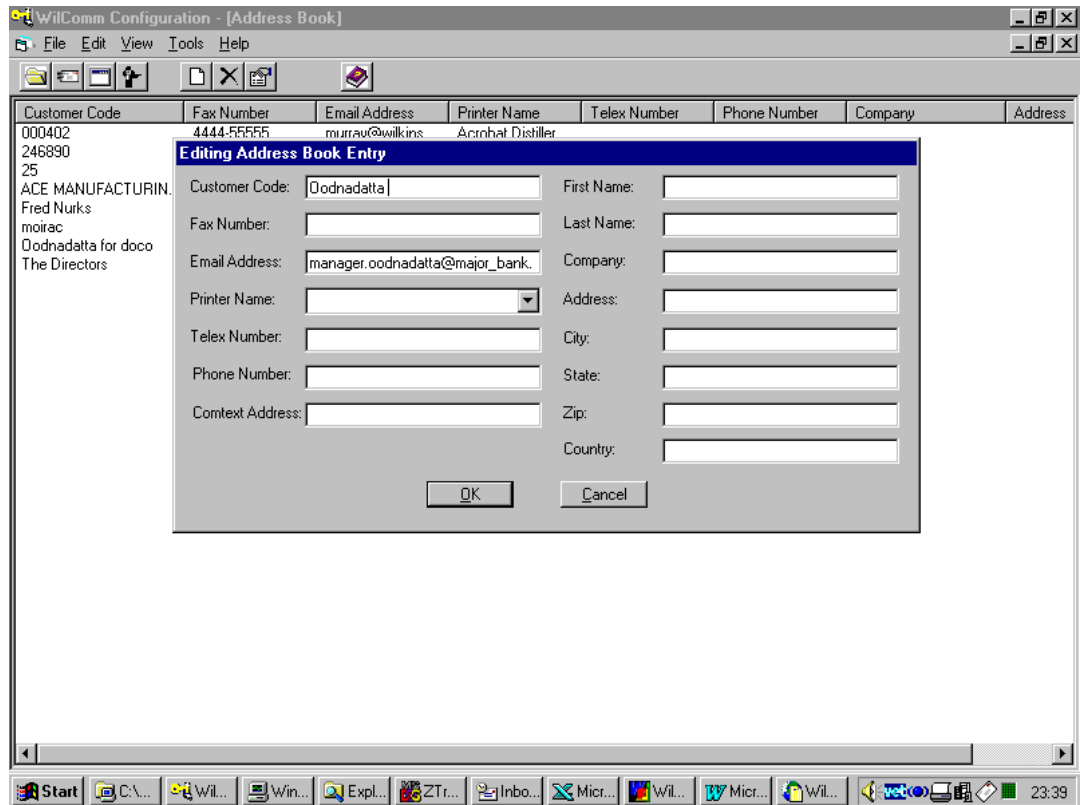 WilComm Configuration - [Address Book]
File Edit View Tools Help
Customer Code Fax Number Email Address Printer Name Telex Number Phone Number Company Address
000402 4444-55555 murray@wilkins Acrobat Distiller
246890
25
ACE MANUFACTURIN.
Fred Nurks
moirac
Oodnadatta for doco
The Directors
Editing Address Book Entry
Customer Code: Oodnadatta
Fax Number:
Email Address: manager.oodnadatta@major_bank.
Printer Name:
Telex Number:
Phone Number:
Comtext Address:
First Name:
Last Name:
Company:
Address:
City:
State:
Zip:
Country:
OK Cancel
Start C:\... Wil... Win... Expl... ZTr... Inbo... Micr... Wil... Micr... Wil... vet 23:39